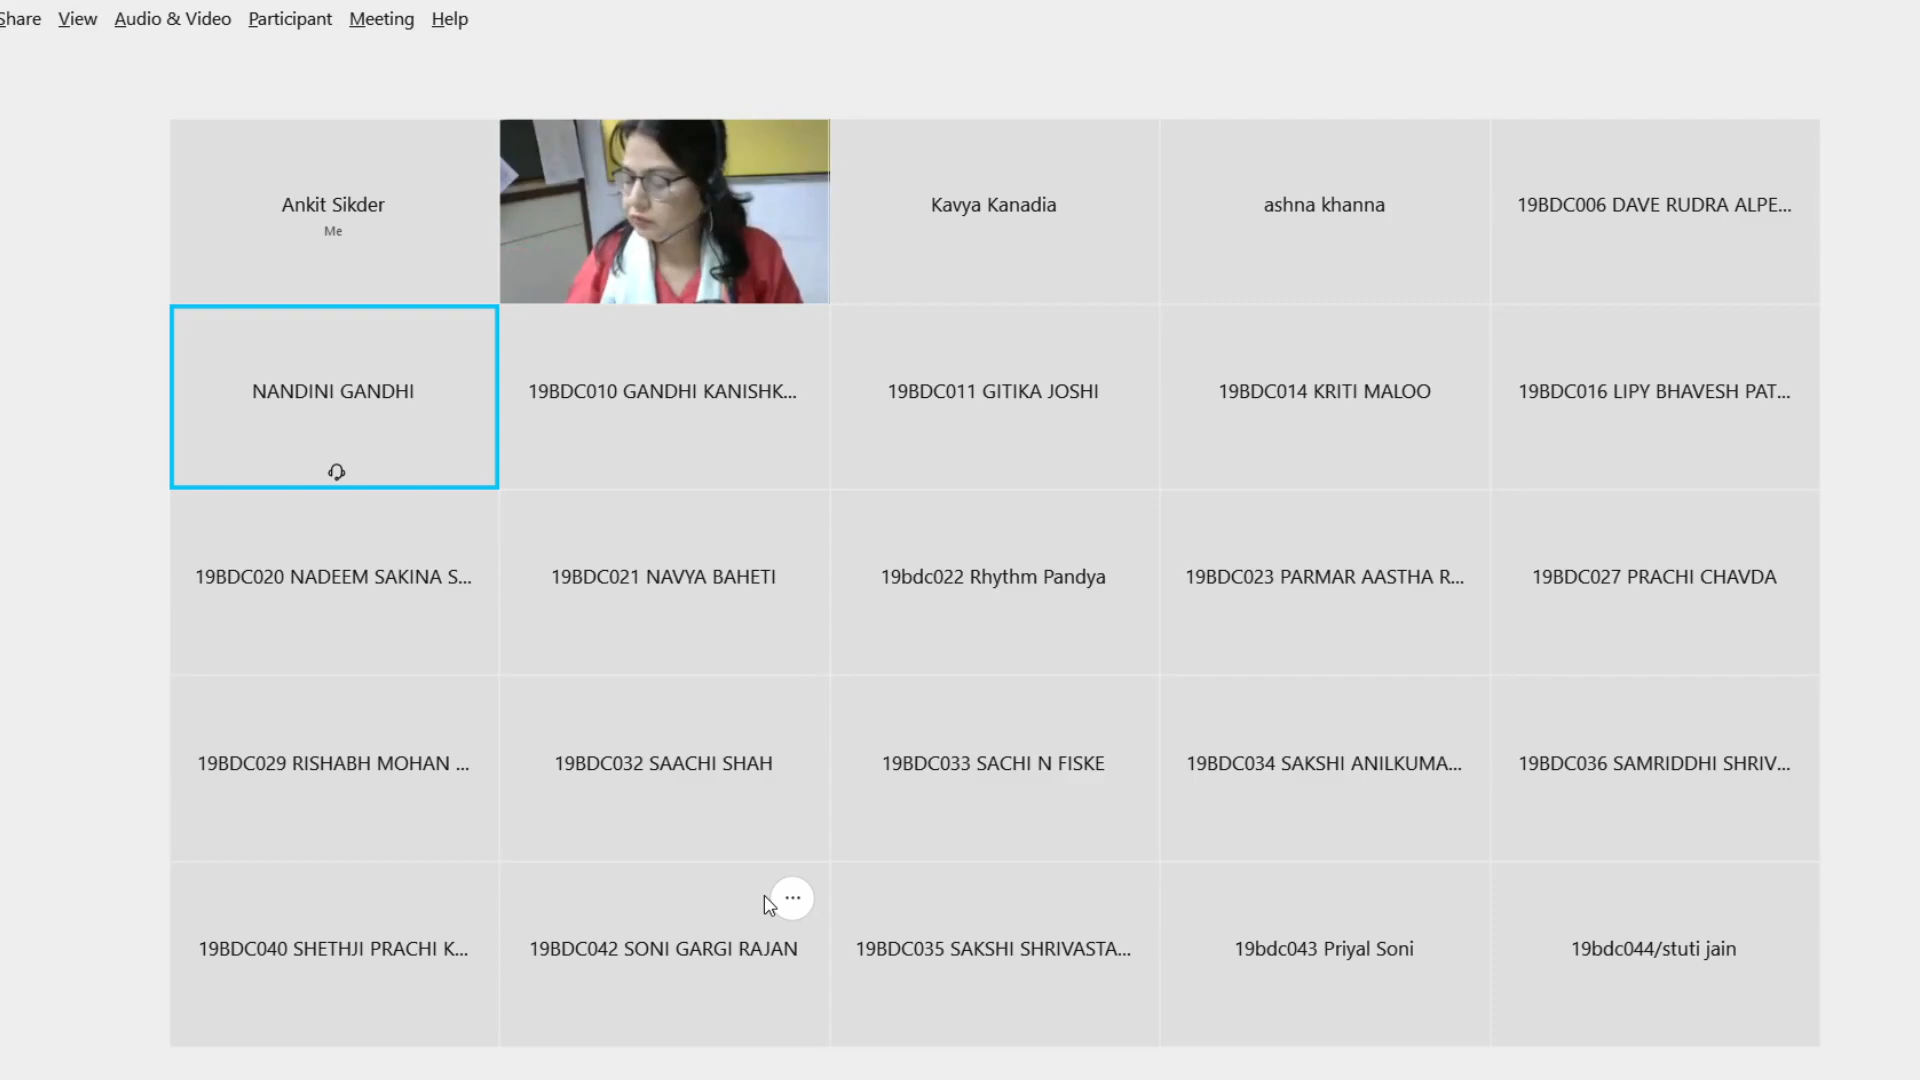 Share View Audio & Video Participant Meeting Help
Ankit Sikder
Me
Kavya Kanadia
ashna khanna
19BDC006 DAVE RUDRA ALPE...
NANDINI GANDHI
19BDC010 GANDHI KANISHK...
19BDC011 GITIKA JOSHI
19BDC014 KRITI MALOO
19BDC016 LIPY BHAVESH PAT...
19BDC020 NADEEM SAKINA S...
19BDC021 NAVYA BAHETI
19bdc022 Rhythm Pandya
19BDC023 PARMAR AASTHA R...
19BDC027 PRACHI CHAVDA
19BDC029 RISHABH MOHAN ...
19BDC032 SAACHI SHAH
19BDC033 SACHI N FISKE
19BDC034 SAKSHI ANILKUMA...
19BDC036 SAMRIDDHI SHRIV...
19BDC040 SHETHJI PRACHI K...
19BDC042 SONI GARGI RAJAN
19BDC035 SAKSHI SHRIVASTA...
19bdc043 Priyal Soni
19bdc044/stuti jain